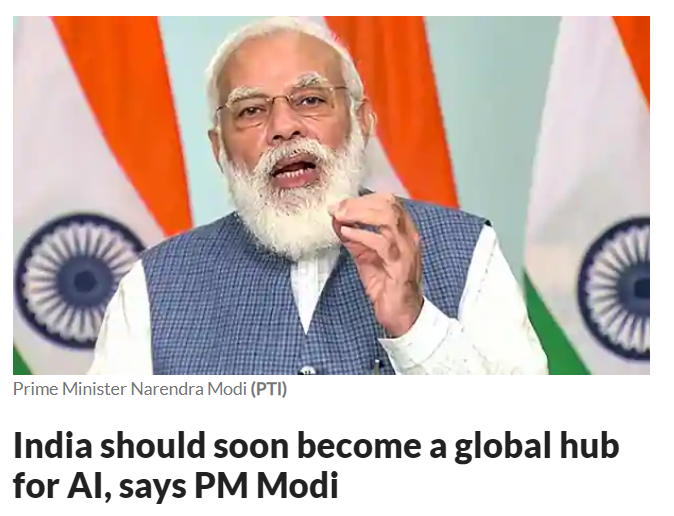 Prime Minister Narendra Modi (PTI)
India should soon become a global hub
for AI, says PM Modi